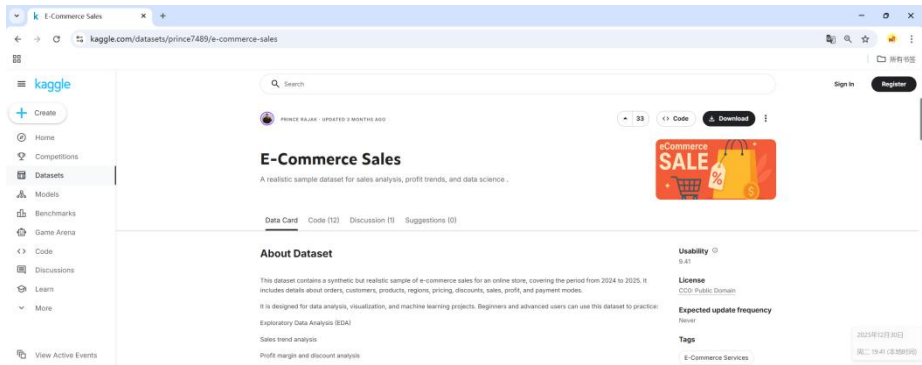 E-Commerce Sales
kaggle.com/datasets/prince7489/e-commerce-sales
所有书签
kaggle
Search
Sign In
Register
Create
PRINCE RAJAK · UPDATED 3 MONTHS AGO
33
Code
Download
Home
Competitions
Datasets
Models
Benchmarks
Game Arena
Code
Discussions
Learn
More
View Active Events
E-Commerce Sales
A realistic sample dataset for sales analysis, profit trends, and data science .
eCommerce
SALE
%
$
Data Card
Code (12)
Discussion (1)
Suggestions (0)
About Dataset
This dataset contains a synthetic but realistic sample of e-commerce sales for an online store, covering the period from 2024 to 2025. It
includes details about orders, customers, products, regions, pricing, discounts, sales, profit, and payment modes.
It is designed for data analysis, visualization, and machine learning projects. Beginners and advanced users can use this dataset to practice:
Exploratory Data Analysis (EDA)
Sales trend analysis
Profit margin and discount analysis
Usability
9.41
License
CC0: Public Domain
Expected update frequency
Never
Tags
E-Commerce Services
2025年12月30日
周二 19:41 (本地时间)